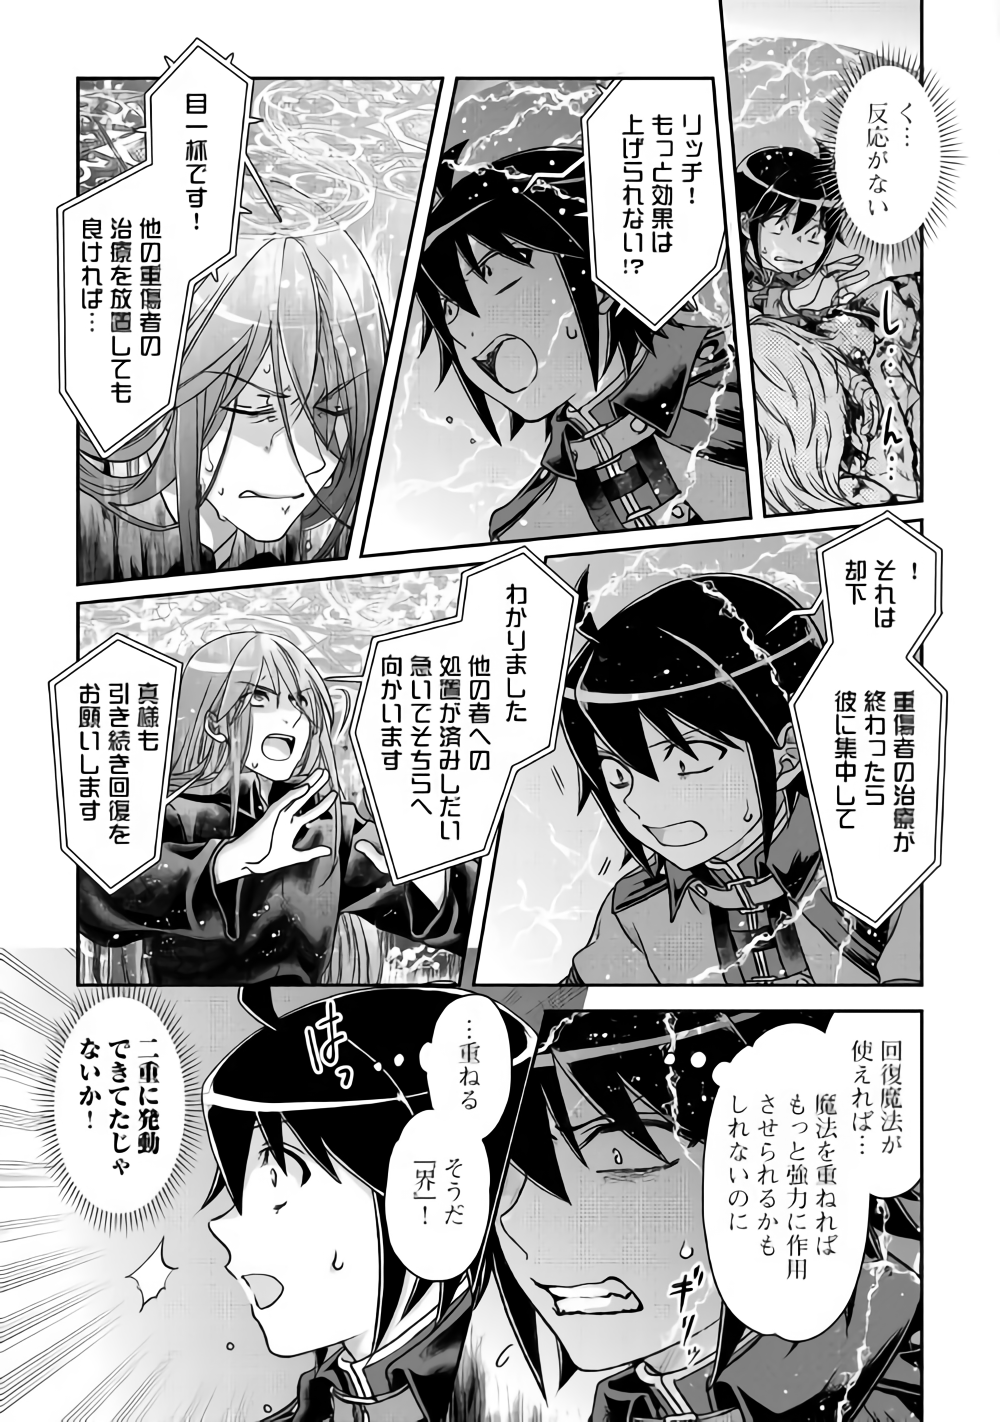 く…
反応がない
し…ん…
リッチ！
もっと効果は
上げられない!?
目一杯です！
他の重傷者の
治療を放置しても
良ければ…
！
それは
却下
重傷者の治療が
終わったら
彼に集中して
わかりました
他の者への
処置が済みしだい
急いでそちらへ
向かいます
真様も
引き続き回復を
お願いします
回復魔法が
使えれば…
魔法を重ねれば
もっと強力に作用
させられるかも
しれないのに
ギリ
…重ねる
そうだ
「界」！
はっ
二重に発動
できてたじゃ
ないか！